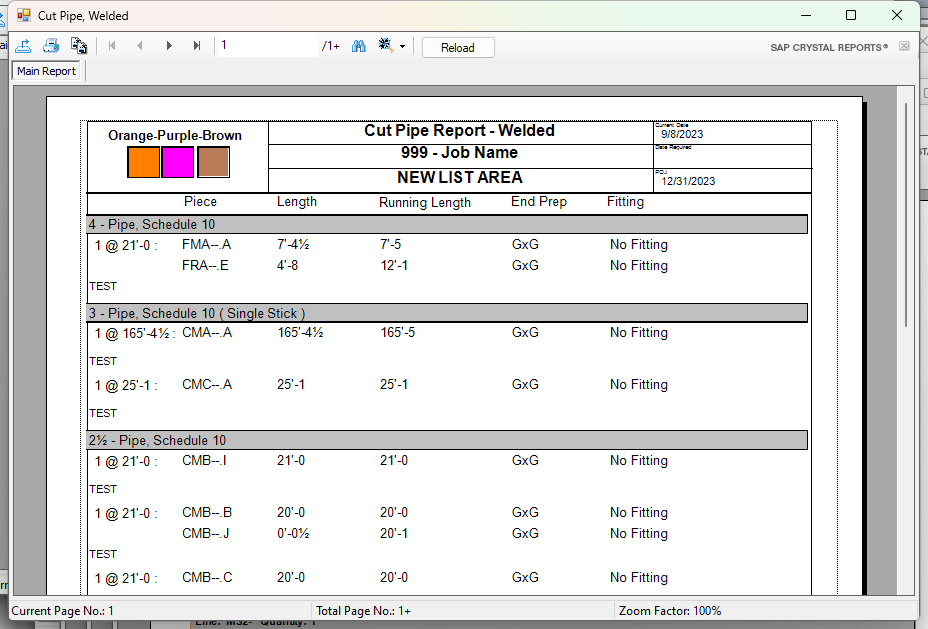 Cut Pipe, Welded
1 /1+ Reload SAP CRYSTAL REPORTS®
Main Report
Orange-Purple-Brown
Cut Pipe Report - Welded
Current Date
9/8/2023
999 - Job Name
Date Required
NEW LIST AREA
12/31/2023
Piece Length Running Length End Prep Fitting
4 - Pipe, Schedule 10
1 @ 21'-0 : FMA--.A 7'-4½ 7'-5 GxG No Fitting
FRA--.E 4'-8 12'-1 GxG No Fitting
TEST
3 - Pipe, Schedule 10 ( Single Stick )
1 @ 165'-4½ : CMA--.A 165'-4½ 165'-5 GxG No Fitting
TEST
1 @ 25'-1 : CMC--.A 25'-1 25'-1 GxG No Fitting
TEST
2½ - Pipe, Schedule 10
1 @ 21'-0 : CMB--.I 21'-0 21'-0 GxG No Fitting
TEST
1 @ 21'-0 : CMB--.B 20'-0 20'-0 GxG No Fitting
CMB--.J 0'-0½ 20'-1 GxG No Fitting
TEST
1 @ 21'-0 : CMB--.C 20'-0 20'-0 GxG No Fitting
Current Page No.: 1 Total Page No.: 1+ Zoom Factor: 100%